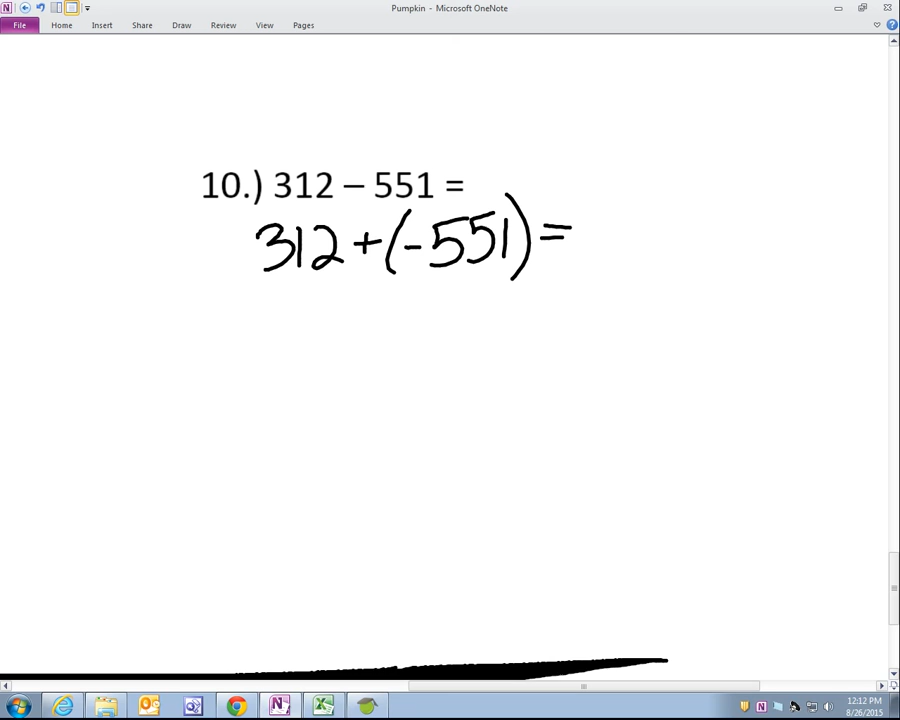 Pumpkin - Microsoft OneNote
File Home Insert Share Draw Review View Pages
10.) 312 – 551 =
312 + (-551) =
12:12 PM
8/26/2015